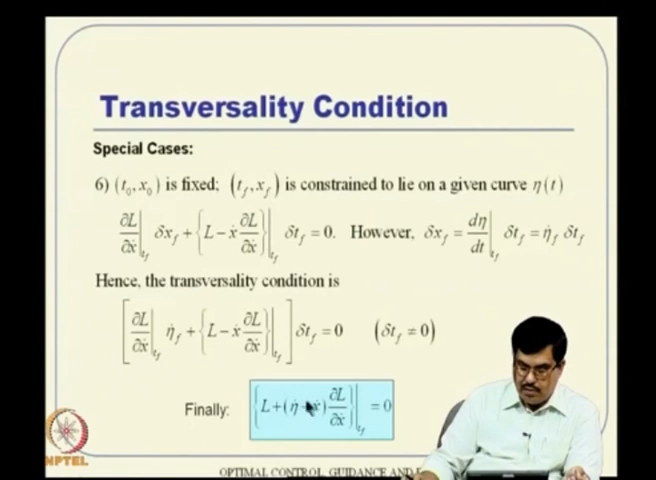 Transversality Condition
Special Cases:
6) (t₀, x₀) is fixed; (t_f, x_f) is constrained to lie on a given curve η(t)
∂L/∂ẋ|_{t_f} δx_f + {L − ẋ ∂L/∂ẋ}|_{t_f} δt_f = 0. However, δx_f = dη/dt|_{t_f} δt_f = η̇_f δt_f
Hence, the transversality condition is
[∂L/∂ẋ|_{t_f} η̇_f + {L − ẋ ∂L/∂ẋ}|_{t_f}] δt_f = 0 (δt_f ≠ 0)
Finally: {L + (η̇ ẋ) ∂L/∂ẋ}|_{t_f} = 0
NPTEL
OPTIMAL CONTROL, GUIDANCE AND